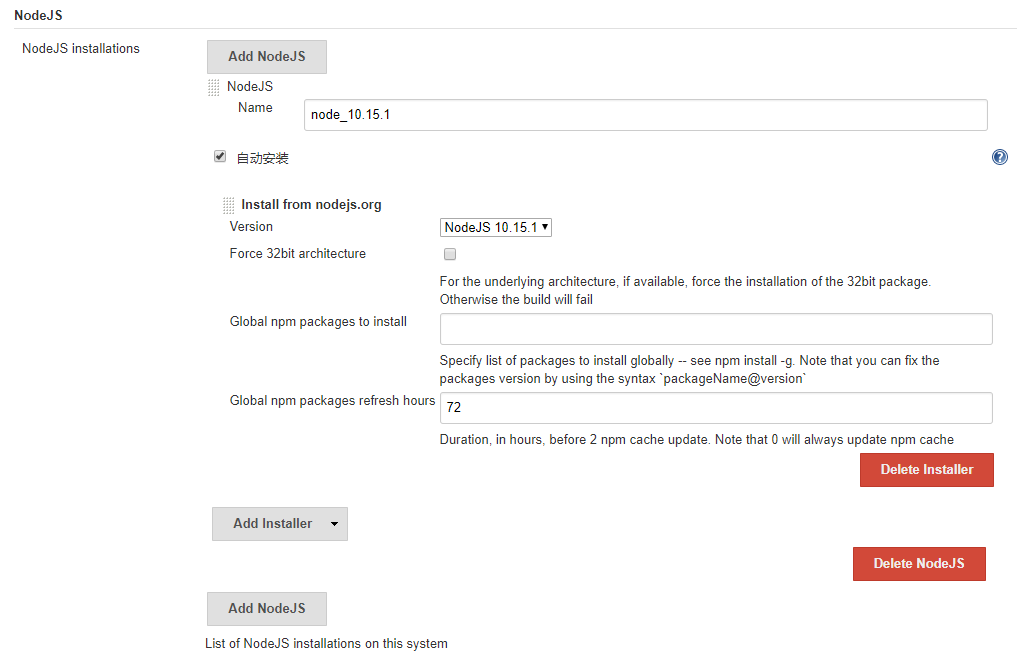 NodeJS
NodeJS installations
Add NodeJS
NodeJS
Name
node_10.15.1
自动安装
Install from nodejs.org
Version
NodeJS 10.15.1
Force 32bit architecture
For the underlying architecture, if available, force the installation of the 32bit package.
Otherwise the build will fail
Global npm packages to install
Specify list of packages to install globally -- see npm install -g. Note that you can fix the
packages version by using the syntax `packageName@version`
Global npm packages refresh hours
72
Duration, in hours, before 2 npm cache update. Note that 0 will always update npm cache
Delete Installer
Add Installer
Delete NodeJS
Add NodeJS
List of NodeJS installations on this system